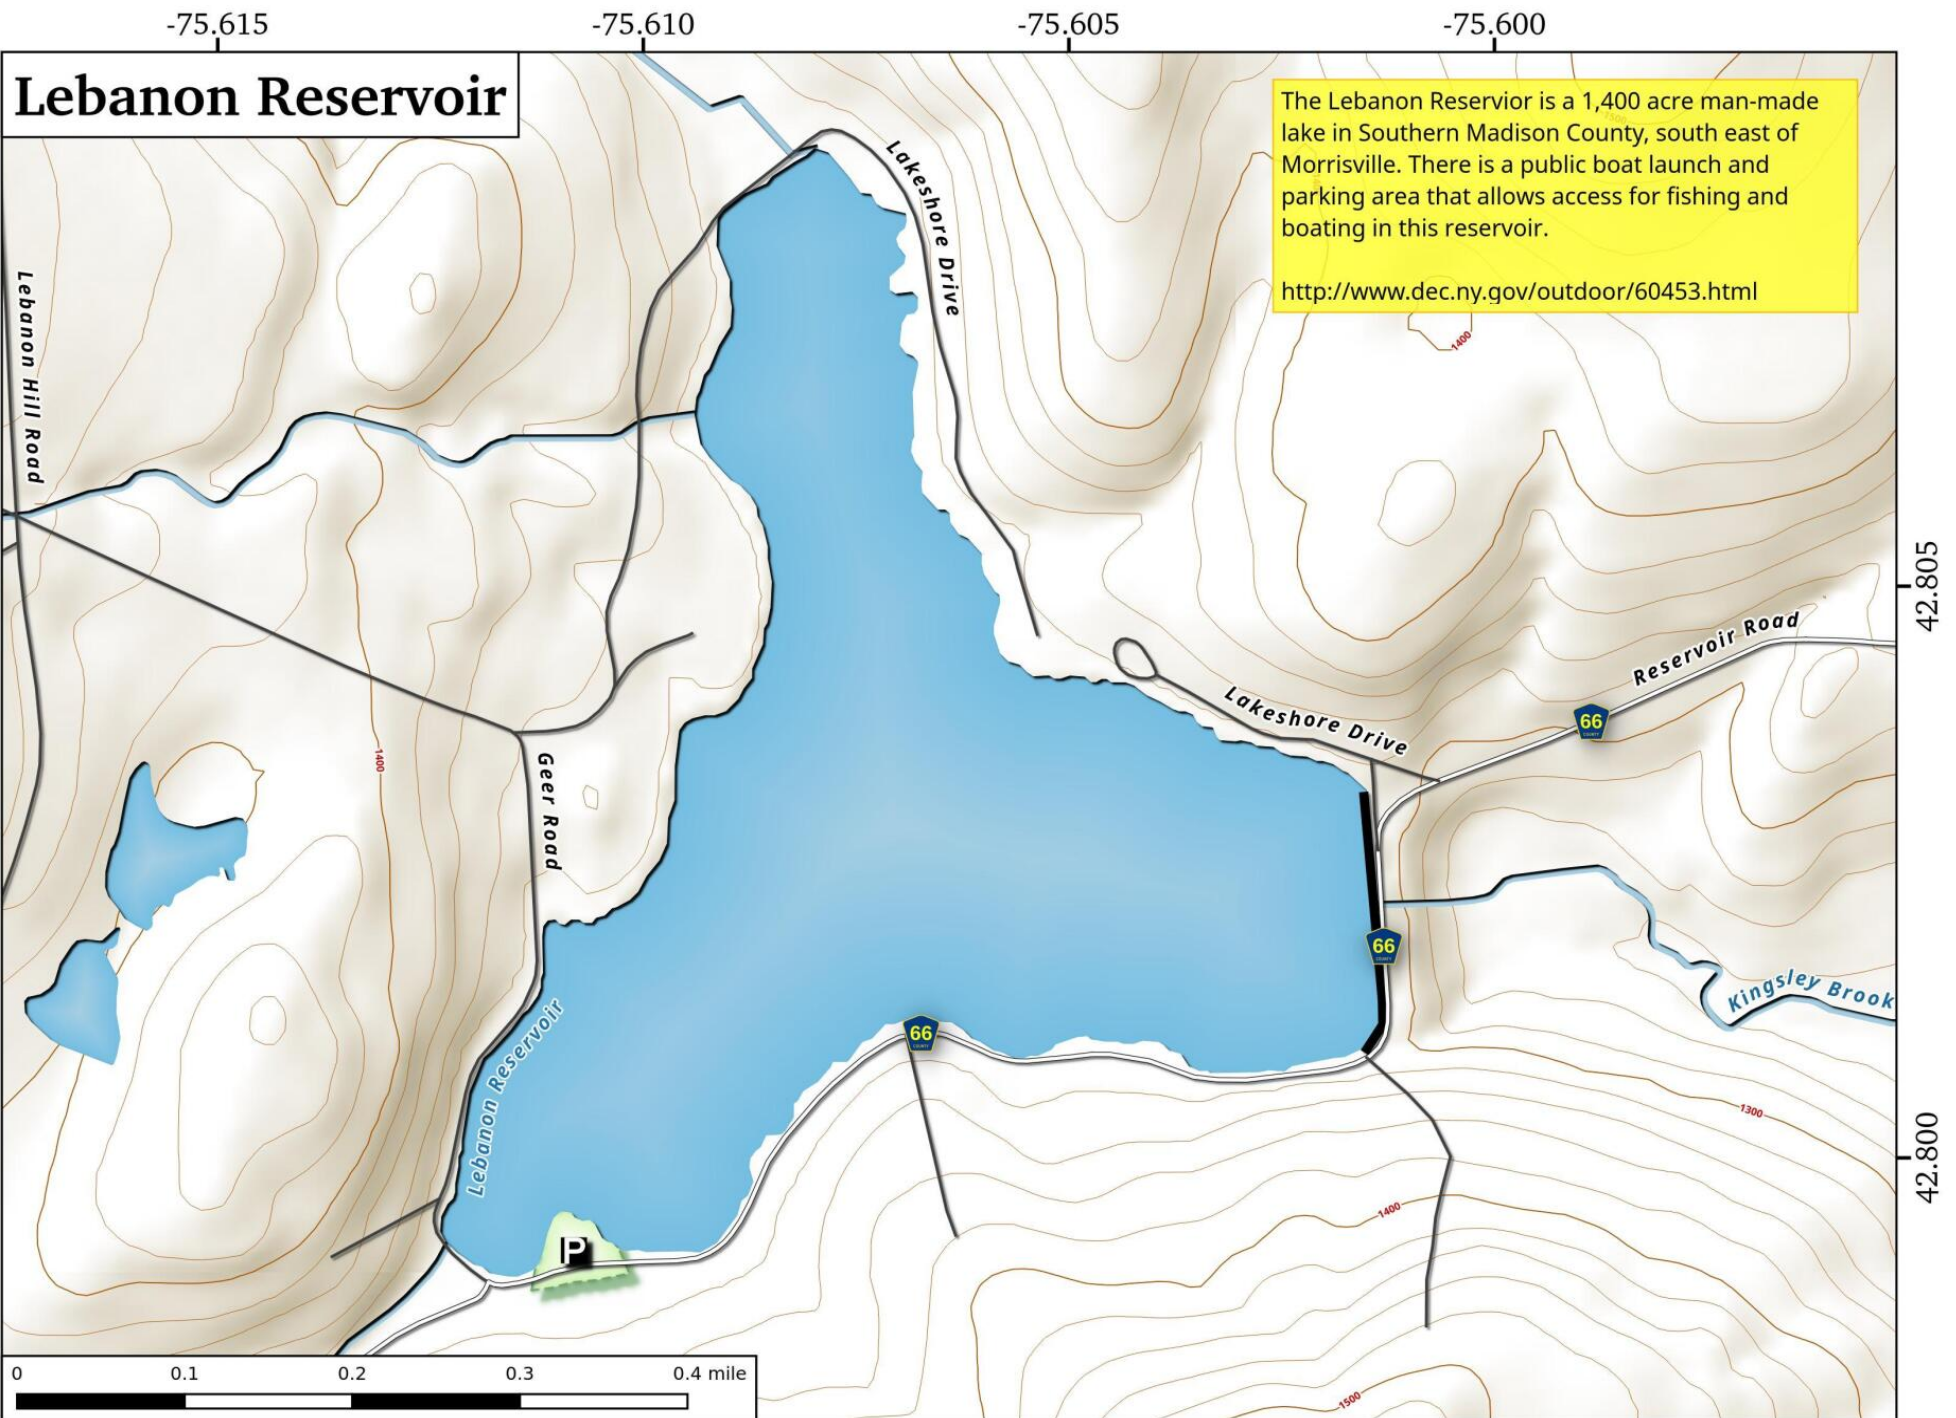 -75.615
-75.610
-75.605
-75.600
Lebanon Reservoir
The Lebanon Reservior is a 1,400 acre man-made
lake in Southern Madison County, south east of
Morrisville. There is a public boat launch and
parking area that allows access for fishing and
boating in this reservoir.
http://www.dec.ny.gov/outdoor/60453.html
1500
Lakeshore Drive
Lebanon Hill Road
1400
42.805
Reservoir Road
66
COUNTY
Lakeshore Drive
1400
Geer Road
66
COUNTY
Kingsley Brook
Lebanon Reservoir
66
COUNTY
1300
42.800
1400
P
0 0.1 0.2 0.3 0.4 mile
1500